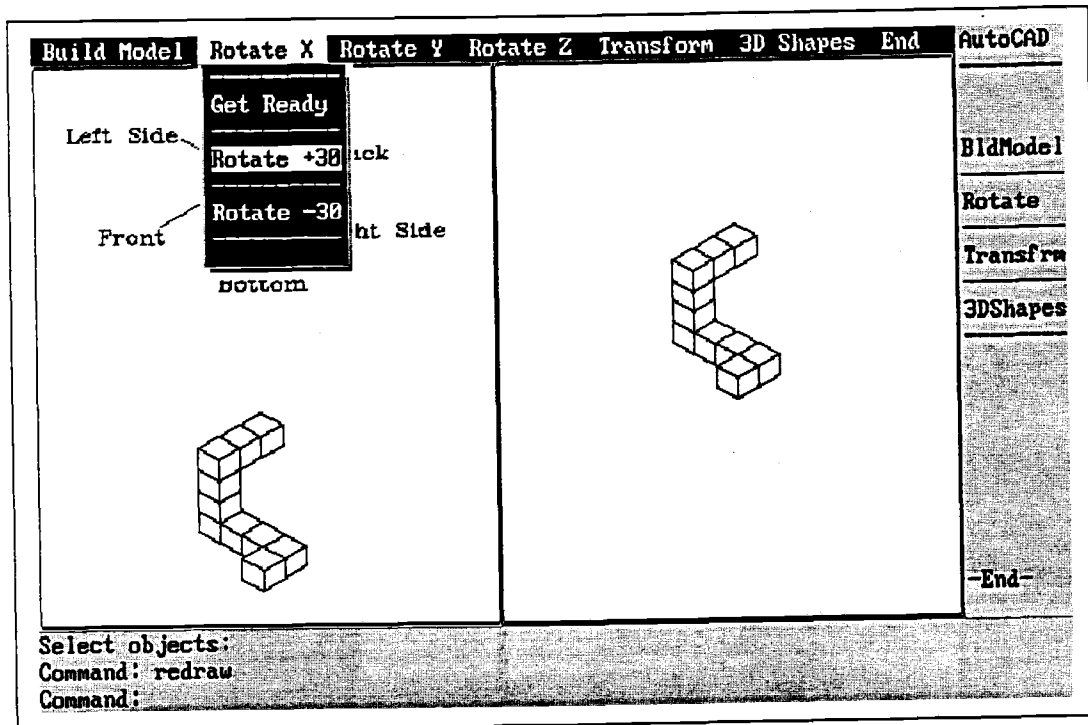 Build Model Rotate X Rotate Y Rotate Z Transform 3D Shapes End
AutoCAD
Get Ready
Left Side
Rotate +30
ick
Rotate -30
Front
ht Side
Bottom
BldModel
Rotate
Transfrm
3DShapes
-End-
Select objects:
Command: redraw
Command: